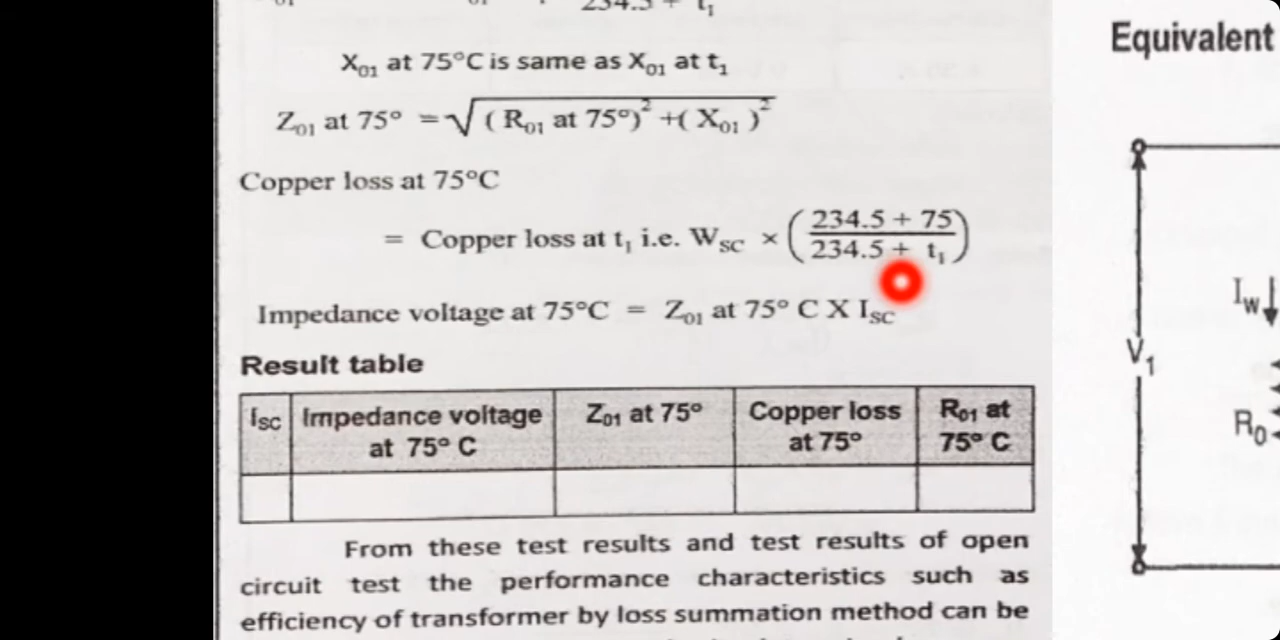 X01 at 75°C is same as X01 at t1
Z01 at 75° = √( R01 at 75°)² +( X01 )²
Copper loss at 75°C
= Copper loss at t1 i.e. WSC × (234.5 + 75 / 234.5 + t1)
Impedance voltage at 75°C = Z01 at 75° C X ISC
Result table
ISC Impedance voltage at 75° C Z01 at 75° Copper loss at 75° R01 at 75° C
From these test results and test results of open
circuit test the performance characteristics such as
efficiency of transformer by loss summation method can be
Equivalent
Iw
V1
R0